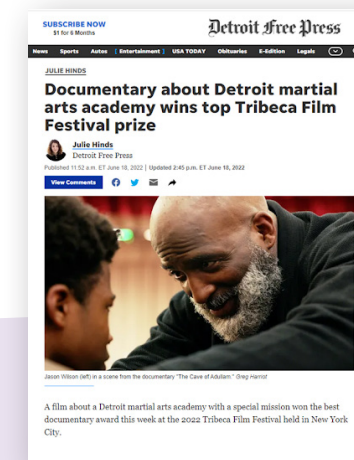 SUBSCRIBE NOW
$1 for 6 Months
Detroit Free Press
News Sports Autos Entertainment USA TODAY Obituaries E-Edition Legals
JULIE HINDS
Documentary about Detroit martial
arts academy wins top Tribeca Film
Festival prize
Julie Hinds
Detroit Free Press
Published 11:52 a.m. ET June 18, 2022 | Updated 2:45 p.m. ET June 18, 2022
View Comments
Jason Wilson (left) in a scene from the documentary "The Cave of Adullam." Greg Harriot
A film about a Detroit martial arts academy with a special mission won the best
documentary award this week at the 2022 Tribeca Film Festival held in New York
City.